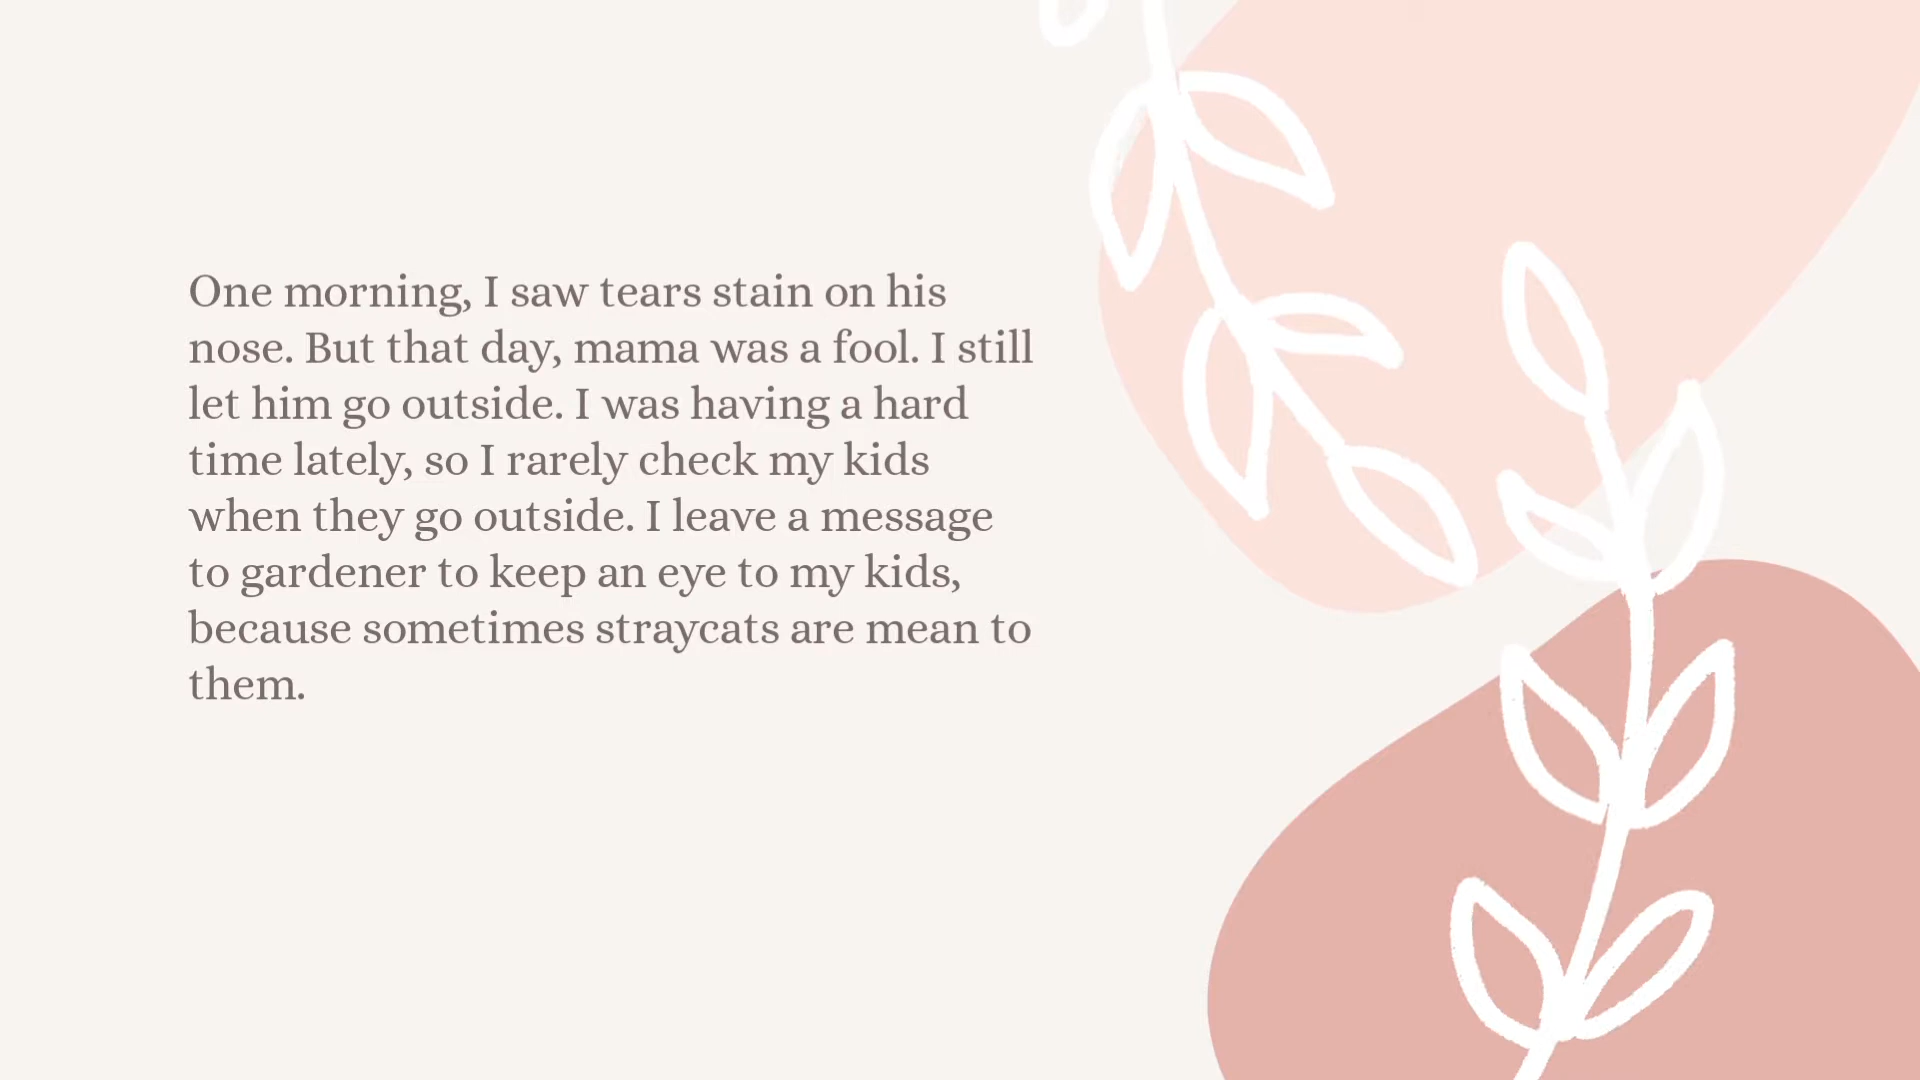 One morning, I saw tears stain on his
nose. But that day, mama was a fool. I still
let him go outside. I was having a hard
time lately, so I rarely check my kids
when they go outside. I leave a message
to gardener to keep an eye to my kids,
because sometimes straycats are mean to
them.